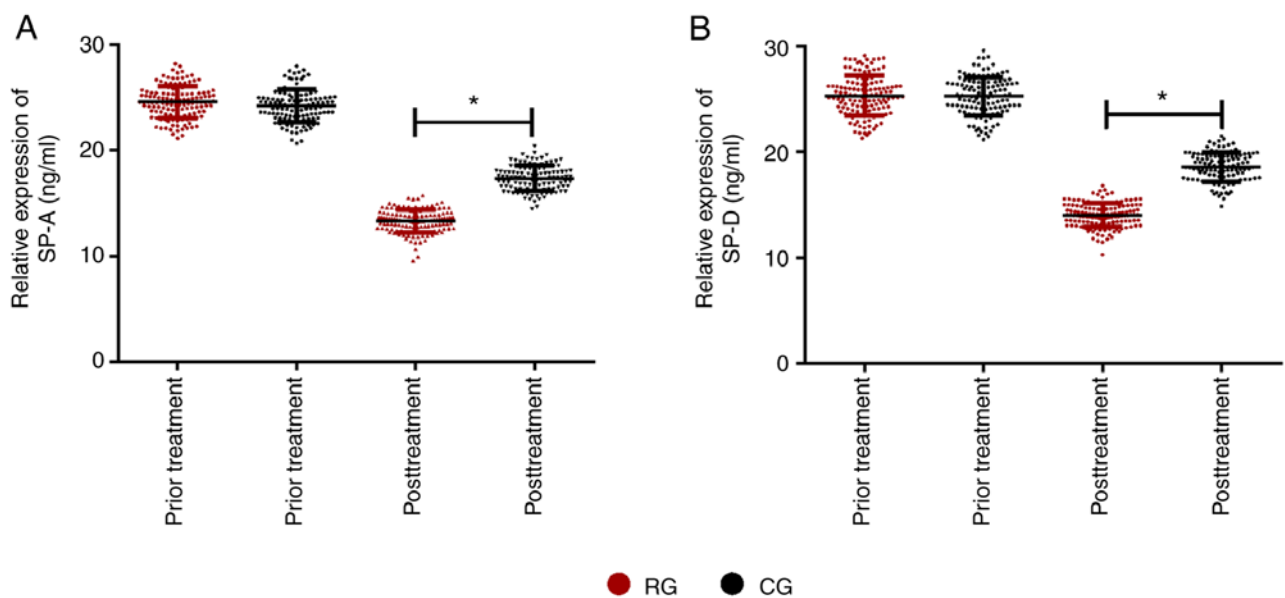 A
Relative expression of
SP-A (ng/ml)
30
20
10
0
*
Prior treatment
Prior treatment
Posttreatment
Posttreatment
B
Relative expression of
SP-D (ng/ml)
30
20
10
0
*
Prior treatment
Prior treatment
Posttreatment
Posttreatment
RG
CG